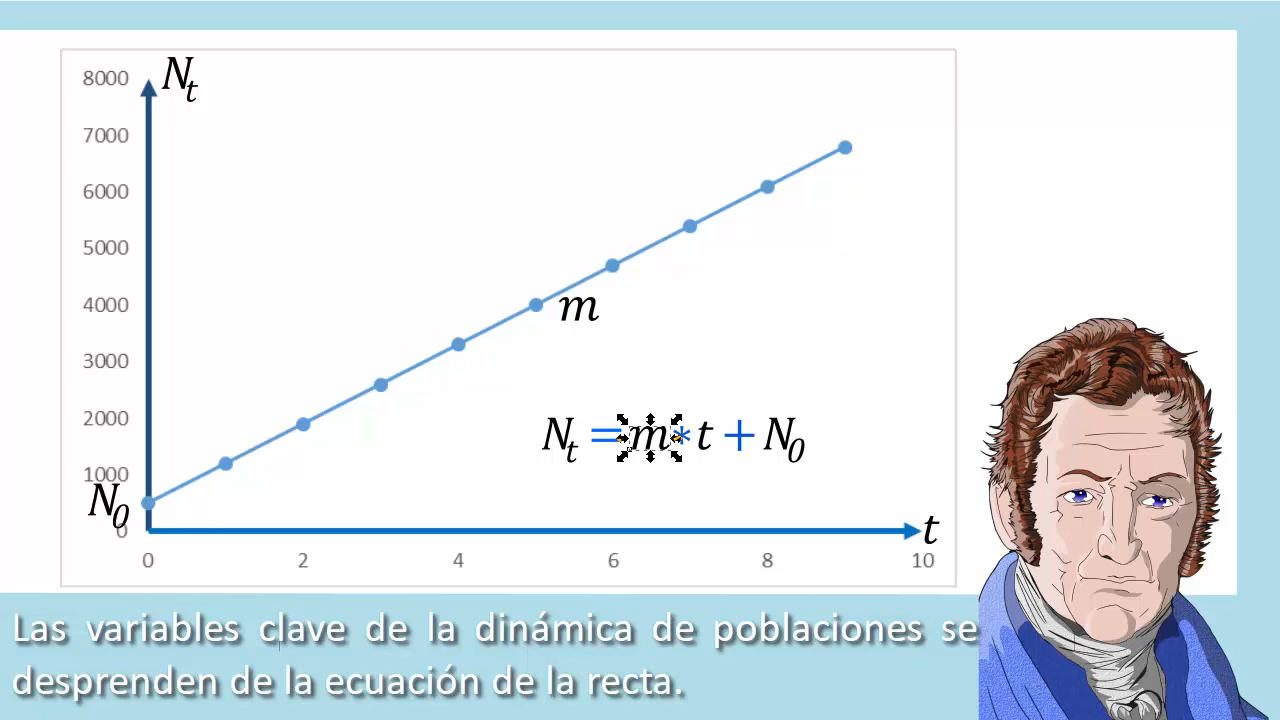 8000
N_t
7000
6000
5000
4000
m
3000
2000
N_t = m * t + N_0
1000
N_0
0
t
0 2 4 6 8 10
Las variables clave de la dinámica de poblaciones se
desprenden de la ecuación de la recta.